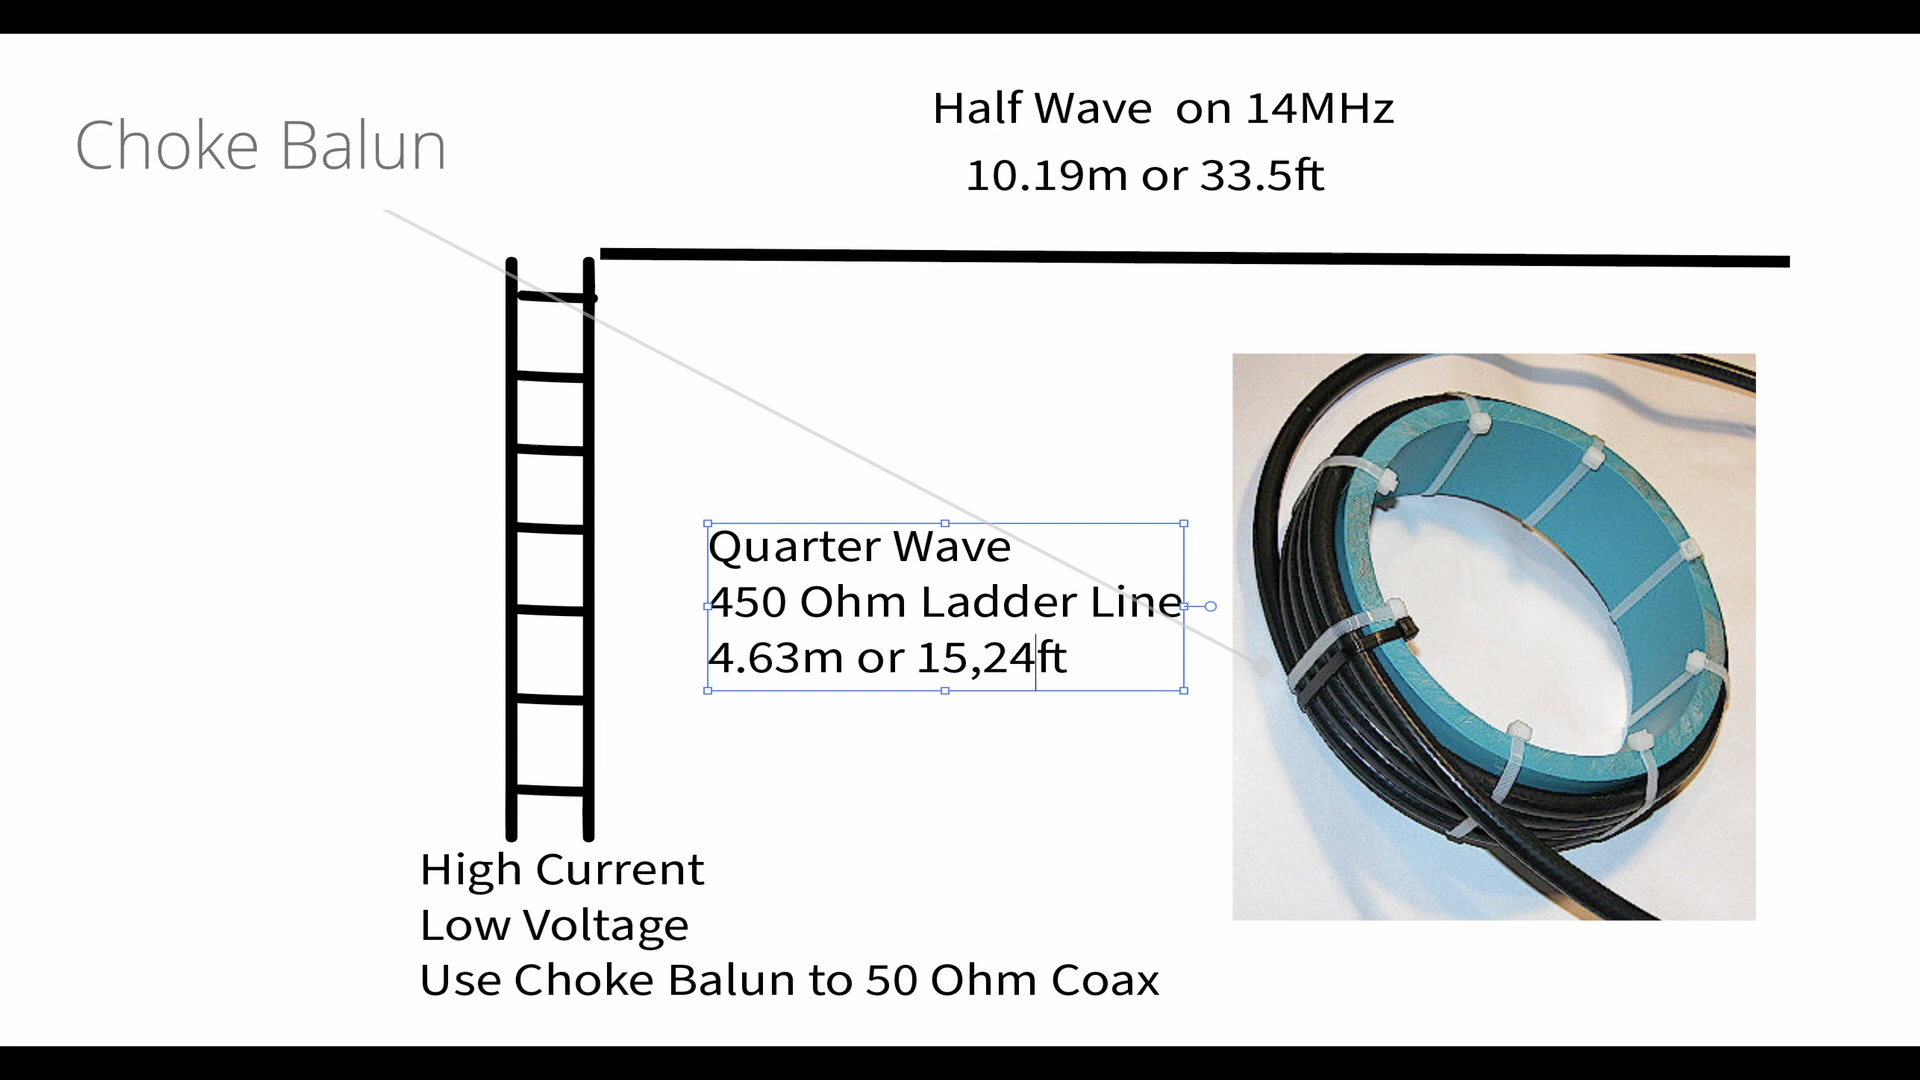 Choke Balun
Half Wave on 14MHz
10.19m or 33.5ft
Quarter Wave
450 Ohm Ladder Line
4.63m or 15,24ft
High Current
Low Voltage
Use Choke Balun to 50 Ohm Coax